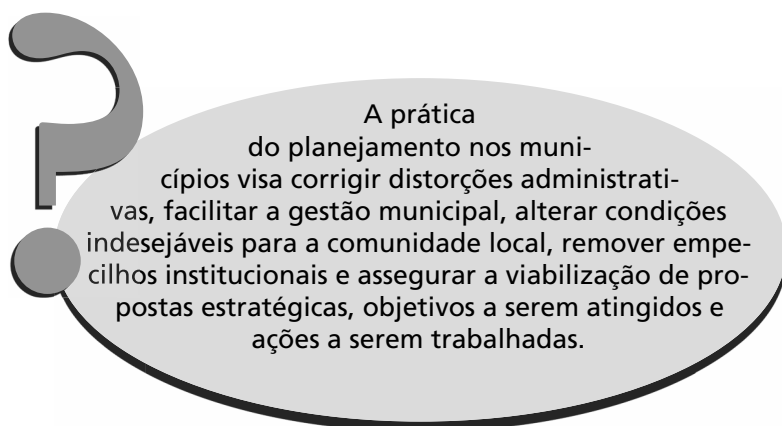 A prática
do planejamento nos muni-
cípios visa corrigir distorções administrati-
vas, facilitar a gestão municipal, alterar condições
indesejáveis para a comunidade local, remover empe-
cilhos institucionais e assegurar a viabilização de pro-
postas estratégicas, objetivos a serem atingidos e
ações a serem trabalhadas.